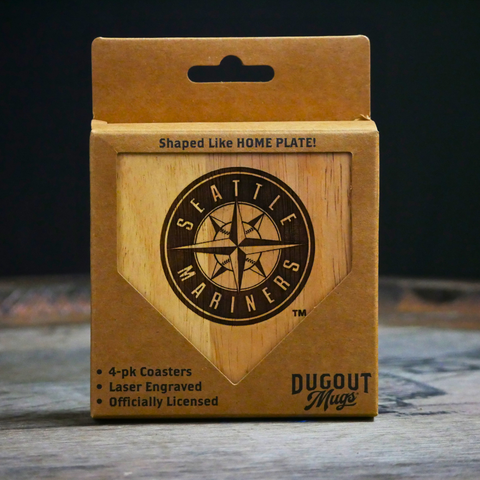 Shaped Like HOME PLATE!
SEATTLE
MARINERS
TM
• 4-pk Coasters
• Laser Engraved
• Officially Licensed
DUGOUT
Mugs